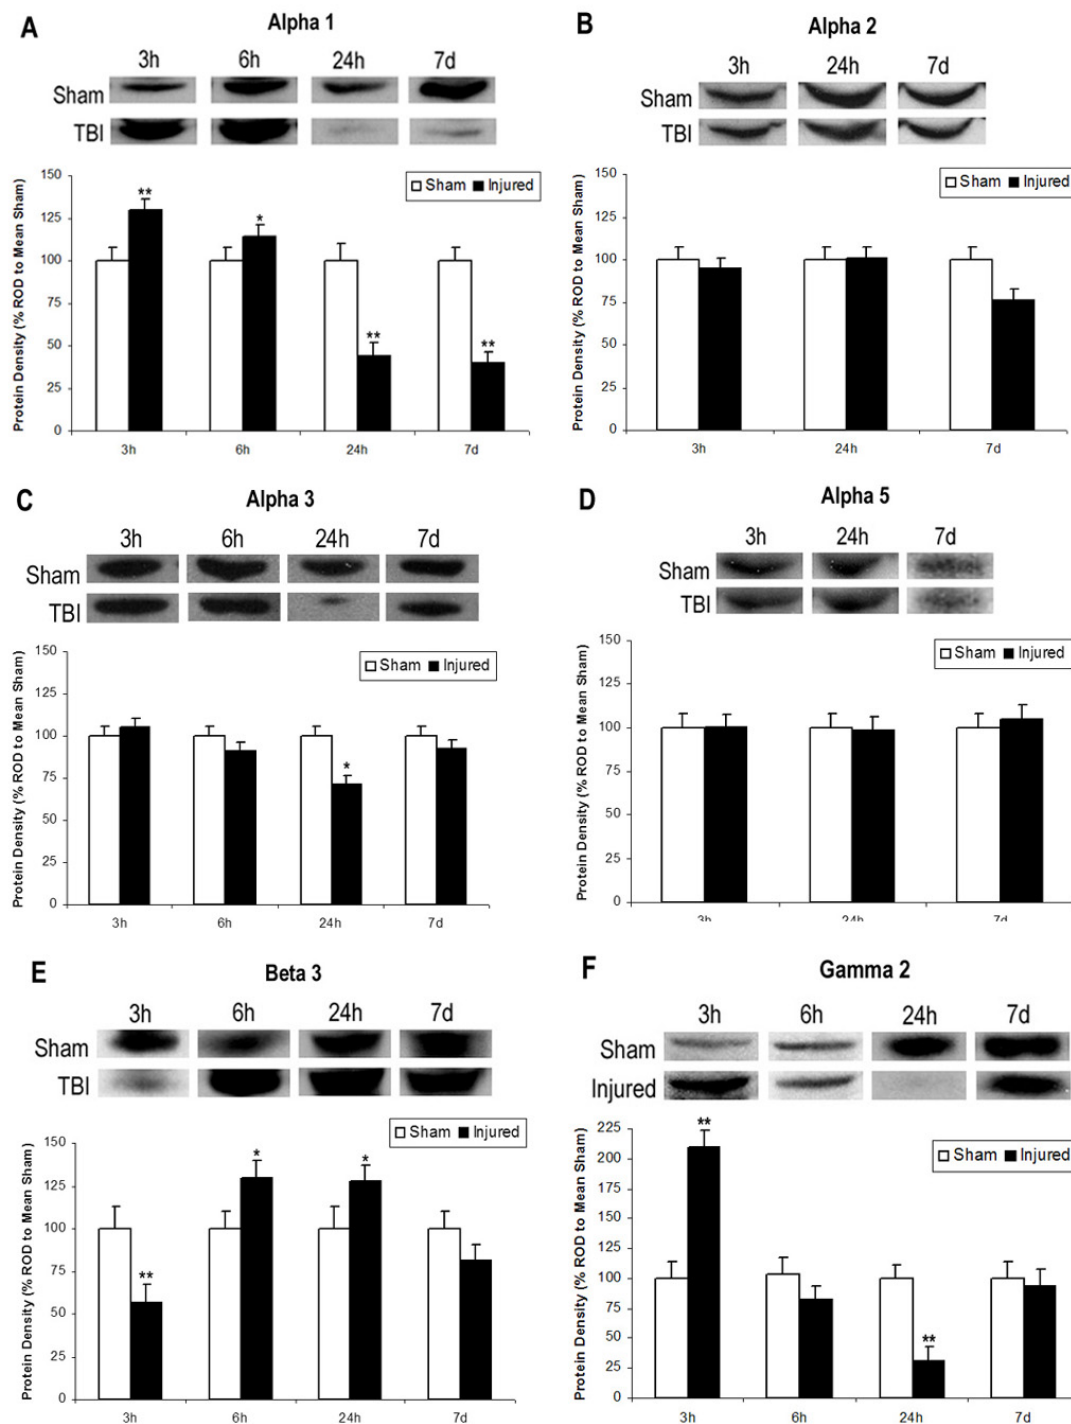 A
Alpha 1
3h 6h 24h 7d
Sham
TBI
Protein Density (% ROD to Mean Sham)
150
125
100
75
50
25
0
Sham Injured
** * ** **
3h 6h 24h 7d
B
Alpha 2
3h 24h 7d
Sham
TBI
Protein Density (% ROD to Mean Sham)
150
125
100
75
50
25
0
Sham Injured
3h 24h 7d
C
Alpha 3
3h 6h 24h 7d
Sham
TBI
Protein Density (% ROD to Mean Sham)
150
125
100
75
50
25
0
Sham Injured
*
3h 6h 24h 7d
D
Alpha 5
3h 24h 7d
Sham
TBI
Protein Density (% ROD to Mean Sham)
150
125
100
75
50
25
0
Sham Injured
3h 24h 7d
E
Beta 3
3h 6h 24h 7d
Sham
TBI
Protein Density (% ROD to Mean Sham)
150
125
100
75
50
25
0
Sham Injured
** * *
3h 6h 24h 7d
F
Gamma 2
3h 6h 24h 7d
Sham
Injured
Protein Density (% ROD to Mean Sham)
225
200
175
150
125
100
75
50
25
0
Sham Injured
** **
3h 6h 24h 7d